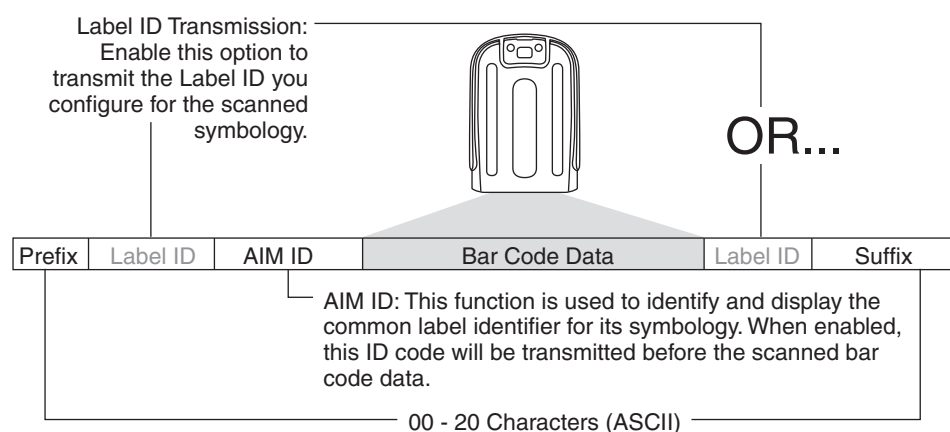 Label ID Transmission:
Enable this option to
transmit the Label ID you
configure for the scanned
symbology.
OR...
Prefix Label ID AIM ID Bar Code Data Label ID Suffix
AIM ID: This function is used to identify and display the
common label identifier for its symbology. When enabled,
this ID code will be transmitted before the scanned bar
code data.
00 - 20 Characters (ASCII)